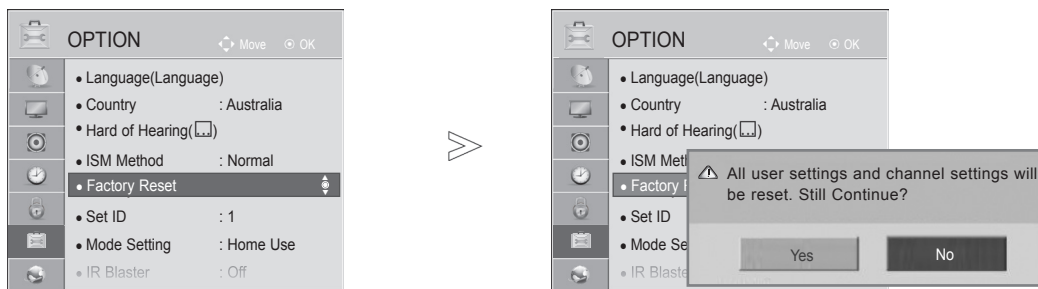 OPTION
Move OK
• Language(Language)
• Country : Australia
• Hard of Hearing( )
• ISM Method : Normal
• Factory Reset
• Set ID : 1
• Mode Setting : Home Use
• IR Blaster : Off
OPTION
Move OK
• Language(Language)
• Country : Australia
• Hard of Hearing( )
• ISM Meth
• Factory R
• Set ID
• Mode Se
• IR Blaste
All user settings and channel settings will
be reset. Still Continue?
Yes No